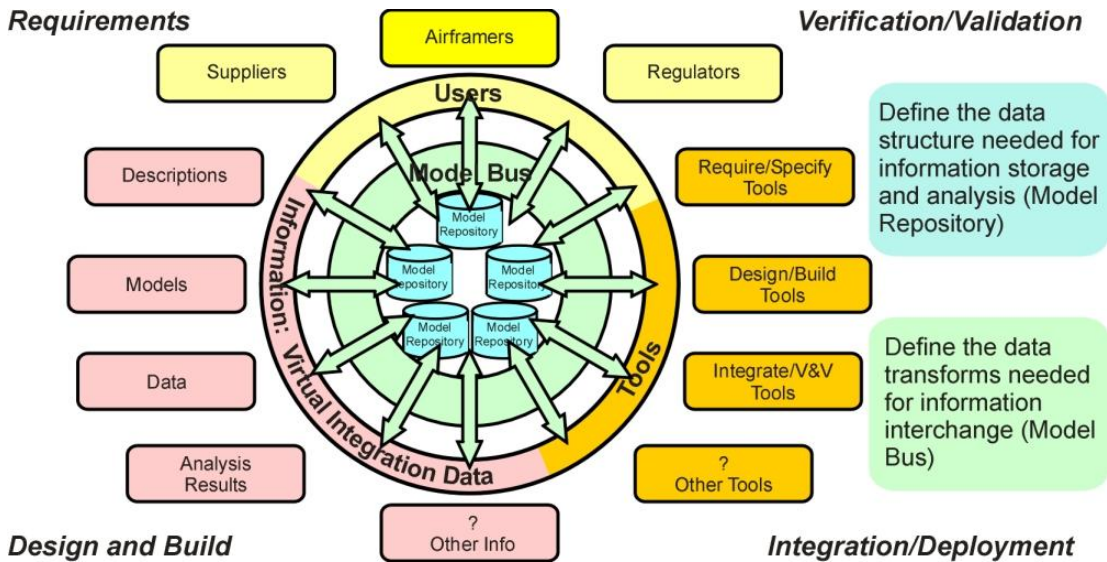 Requirements
Verification/Validation
Airframers
Suppliers
Regulators
Users
Model Bus
Information: Virtual Integration Data
Tools
Descriptions
Models
Data
Analysis
Results
?
Other Info
Require/Specify
Tools
Design/Build
Tools
Integrate/V&V
Tools
?
Other Tools
Model
Repository
Model
Repository
Model
Repository
Model
Repository
Model
Repository
Define the data
structure needed for
information storage
and analysis (Model
Repository)
Define the data
transforms needed
for information
interchange (Model
Bus)
Design and Build
Integration/Deployment